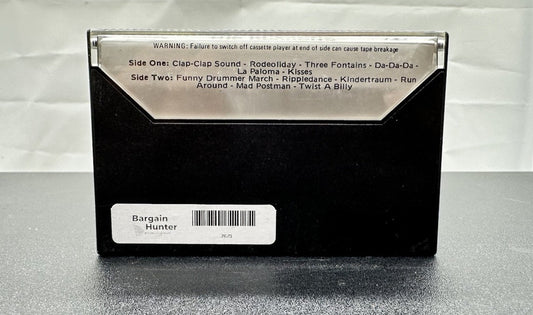 WARNING: Failure to switch off cassette player at end of side can cause tape breakage
Side One: Clap-Clap Sound - Rodeoliday - Three Fontains - Da-Da-Da -
La Paloma - Kisses
Side Two: Funny Drummer March - Rippledance - Kindertraum - Run
Around - Mad Postman - Twist A Billy
Bargain
Hunter